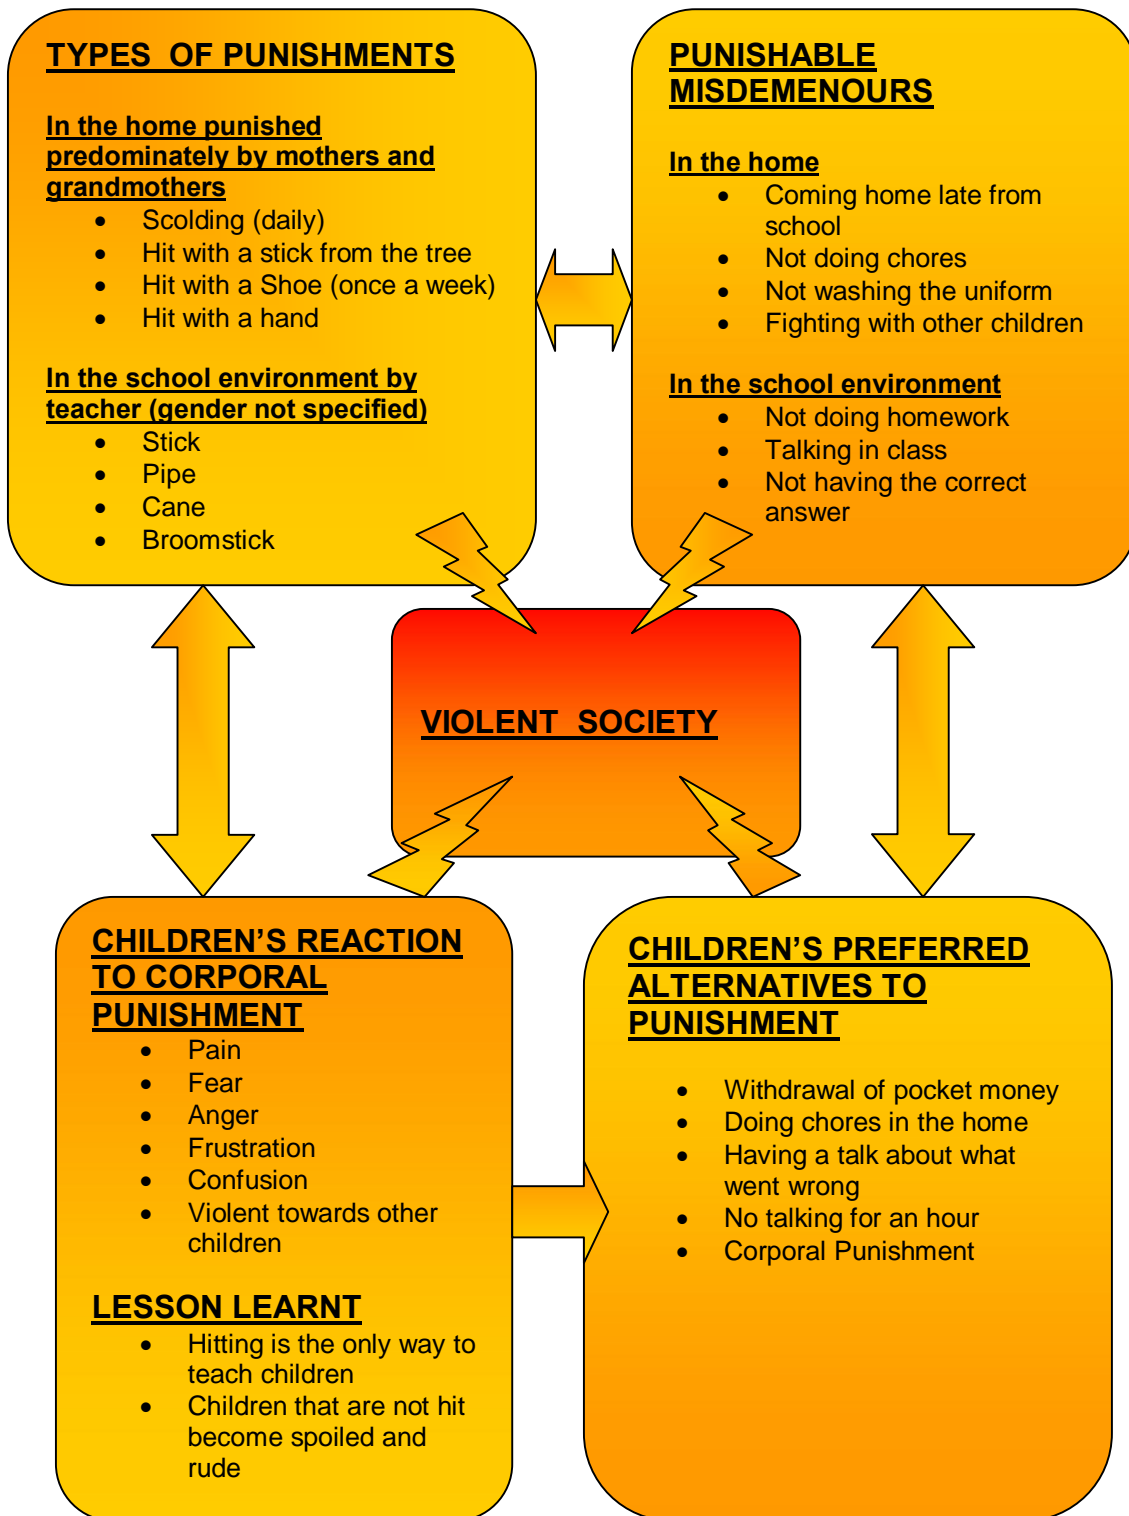 TYPES OF PUNISHMENTS
In the home punished
predominately by mothers and
grandmothers
• Scolding (daily)
• Hit with a stick from the tree
• Hit with a Shoe (once a week)
• Hit with a hand
In the school environment by
teacher (gender not specified)
• Stick
• Pipe
• Cane
• Broomstick
PUNISHABLE
MISDEMENOURS
In the home
• Coming home late from
school
• Not doing chores
• Not washing the uniform
• Fighting with other children
In the school environment
• Not doing homework
• Talking in class
• Not having the correct
answer
VIOLENT SOCIETY
CHILDREN’S REACTION
TO CORPORAL
PUNISHMENT
• Pain
• Fear
• Anger
• Frustration
• Confusion
• Violent towards other
children
LESSON LEARNT
• Hitting is the only way to
teach children
• Children that are not hit
become spoiled and
rude
CHILDREN’S PREFERRED
ALTERNATIVES TO
PUNISHMENT
• Withdrawal of pocket money
• Doing chores in the home
• Having a talk about what
went wrong
• No talking for an hour
• Corporal Punishment